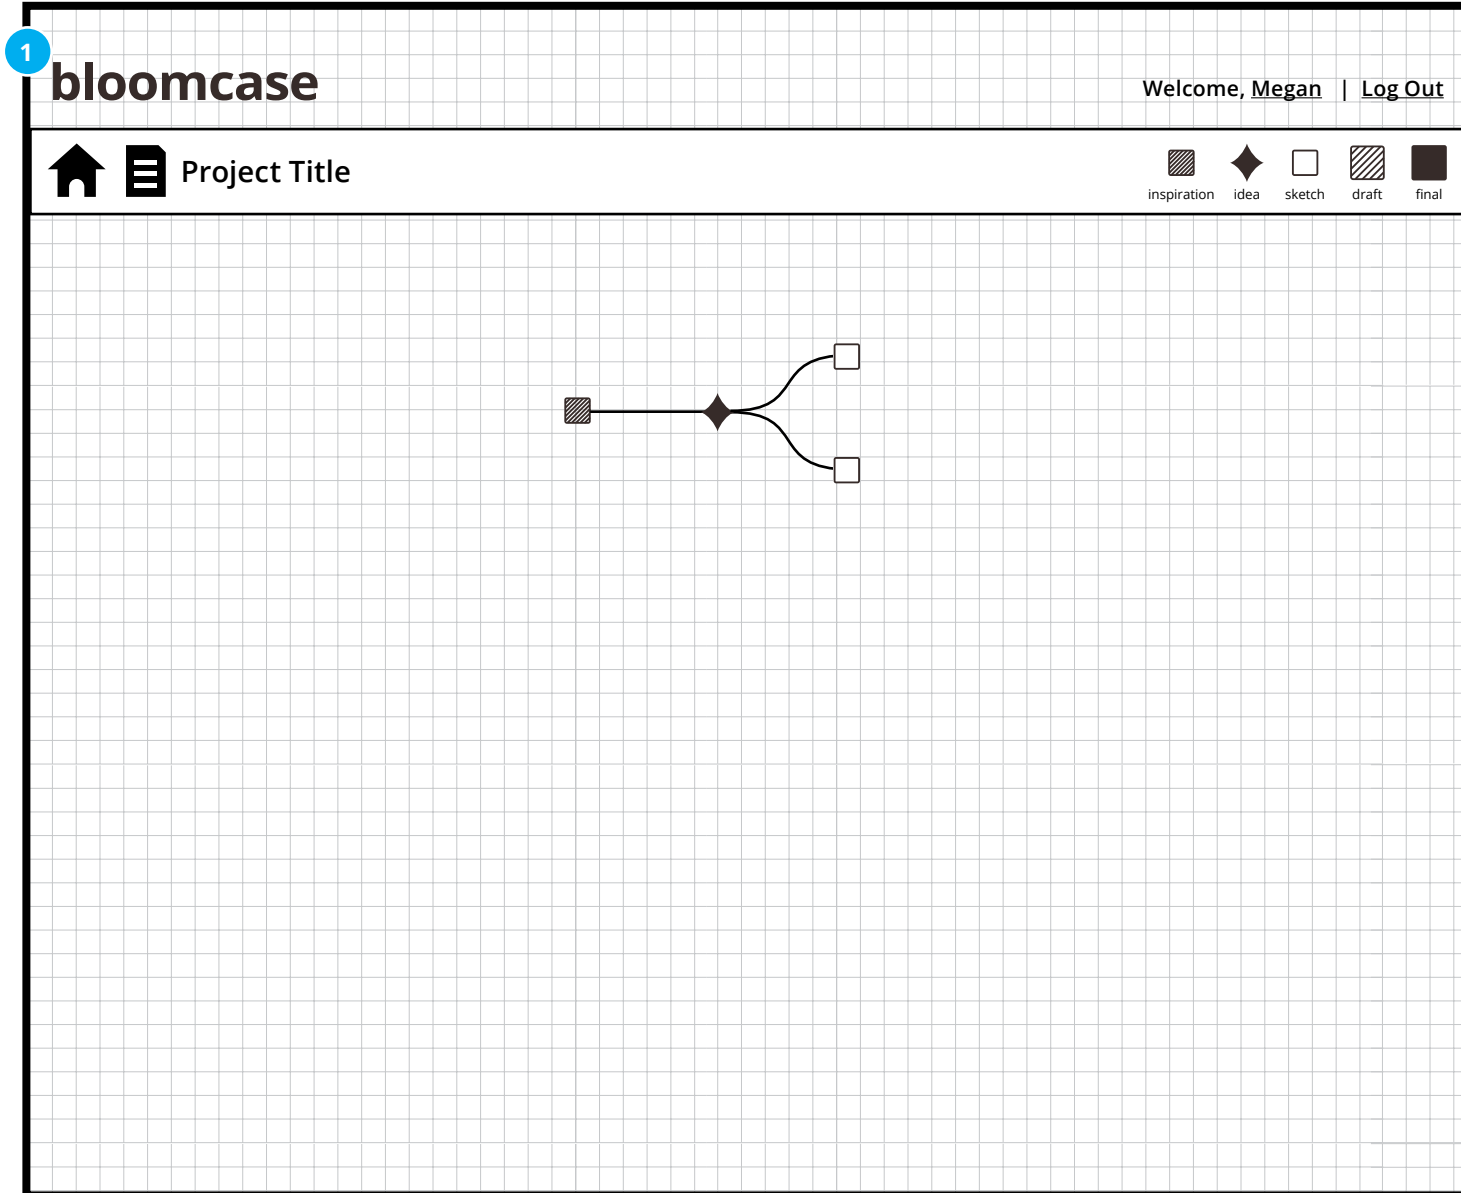 1
bloomcase
Welcome, Megan | Log Out
Project Title
inspiration idea sketch draft final